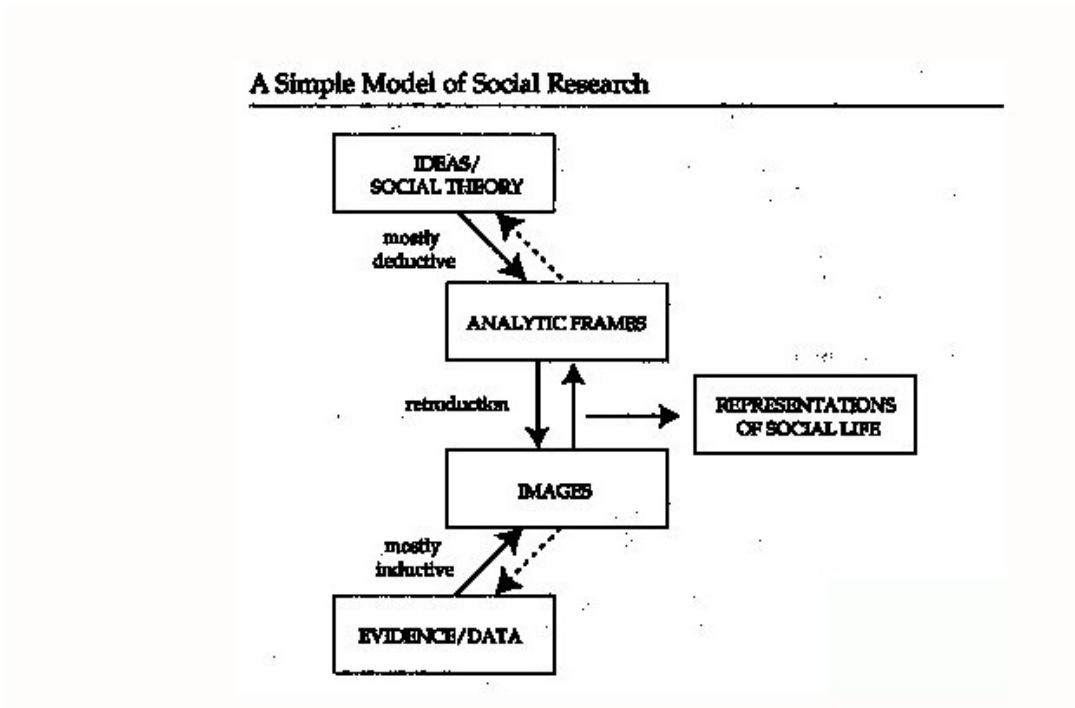 A Simple Model of Social Research
IDEAS/
SOCIAL THEORY
mostly
deductive
ANALYTIC FRAMES
retroduction
REPRESENTATIONS
OF SOCIAL LIFE
IMAGES
mostly
inductive
EVIDENCE/DATA